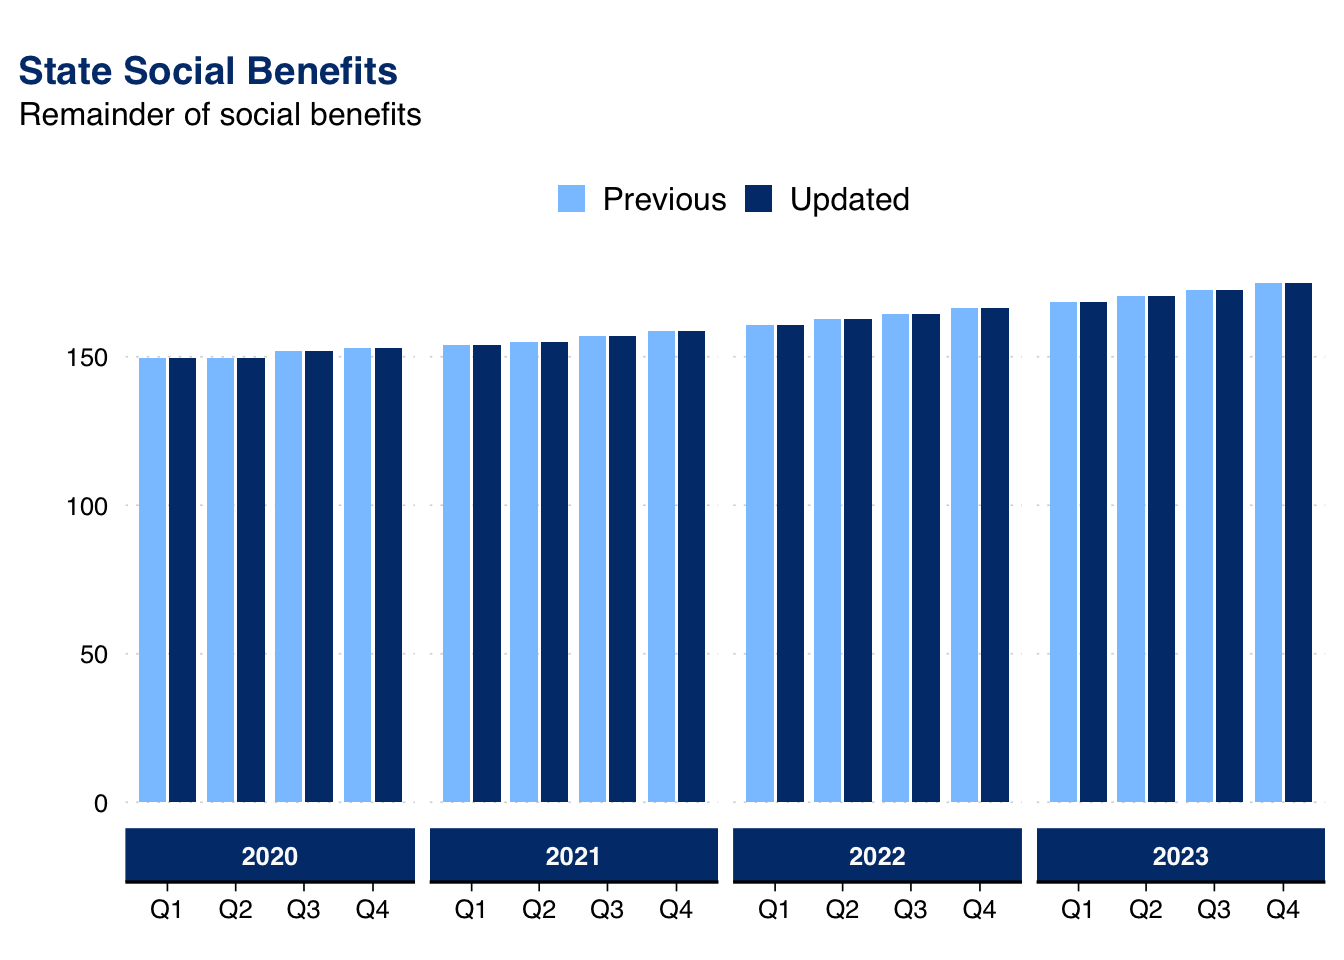 State Social Benefits
Remainder of social benefits
Previous Updated
150
100
50
0
2020 2021 2022 2023
Q1 Q2 Q3 Q4 Q1 Q2 Q3 Q4 Q1 Q2 Q3 Q4 Q1 Q2 Q3 Q4